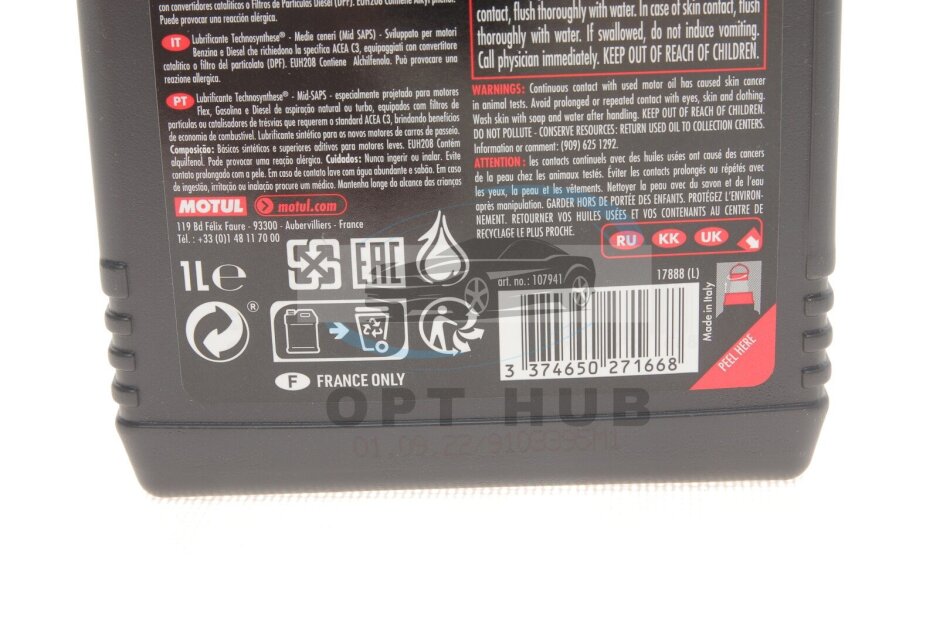 con convertidores catalíticos o Filtros de Partículas Diesel (DPF). EUH208 Contiene
Puede provocar una reacción alérgica.
IT Lubrificante Technosynthese® - Medie ceneri (Mid SAPS) - Sviluppato per motori
Benzina e Diesel che richiedono la specifica ACEA C3, equipaggiati con convertitore
catalitico o filtro del particolato (DPF). EUH208 Contiene Alchilfenolo. Può provocare una
reazione allergica.
PT Lubrificante Technosynthese® - Mid-SAPS - especialmente projetado para motores
Flex, Gasolina e Diesel de aspiração natural ou turbo, equipados com filtros de
partículas ou catalisadores de trésvias que requerem a standard ACEA C3, brindando benefícios
de economia de combustível. Lubrificante sintético para os novos motores de carros de passeio.
Composição: Básicos sintéticos e superiores aditivos para motores leves. EUH208 Contém
alquilfenol. Pode provocar uma reação alérgica. Cuidados: Nunca ingerir ou inalar. Evite
contato prolongado com a pele. Em caso de contato lave com água abundante e sabão. Em caso
de ingestão, irritação ou inalação procure um médico. Mantenha longe do alcance das crianças
MOTUL motul.com
119 Bd Félix Faure - 93300 - Aubervilliers - France
Tél. : +33 (0)1 48 11 70 00
1L e
EAC
®
F FRANCE ONLY
contact, flush thoroughly with water. In case of skin contact, flush
thoroughly with water. If swallowed, do not induce vomiting.
Call physician immediately. KEEP OUT OF REACH OF CHILDREN.
WARNINGS: Continuous contact with used motor oil has caused skin cancer
in animal tests. Avoid prolonged or repeated contact with eyes, skin and clothing.
Wash skin with soap and water after handling. KEEP OUT OF REACH OF CHILDREN.
DO NOT POLLUTE - CONSERVE RESOURCES: RETURN USED OIL TO COLLECTION CENTERS.
Information or comment: (909) 625 1292.
ATTENTION : les contacts continuels avec des huiles usées ont causé des cancers
de la peau chez les animaux testés. Éviter les contacts prolongés ou répétés avec
les yeux, la peau et les vêtements. Nettoyer la peau avec du savon et de l'eau
après manipulation. GARDER HORS DE PORTÉE DES ENFANTS. PROTÉGEZ L'ENVIRON-
NEMENT. RETOURNER VOS HUILES USÉES ET VOS CONTENANTS AU CENTRE DE
RECYCLAGE LE PLUS PROCHE.
RU KK UK
art. no.: 107941
17888 (L)
Made in Italy
PEEL HERE
3 374650 271668
OPT HUB